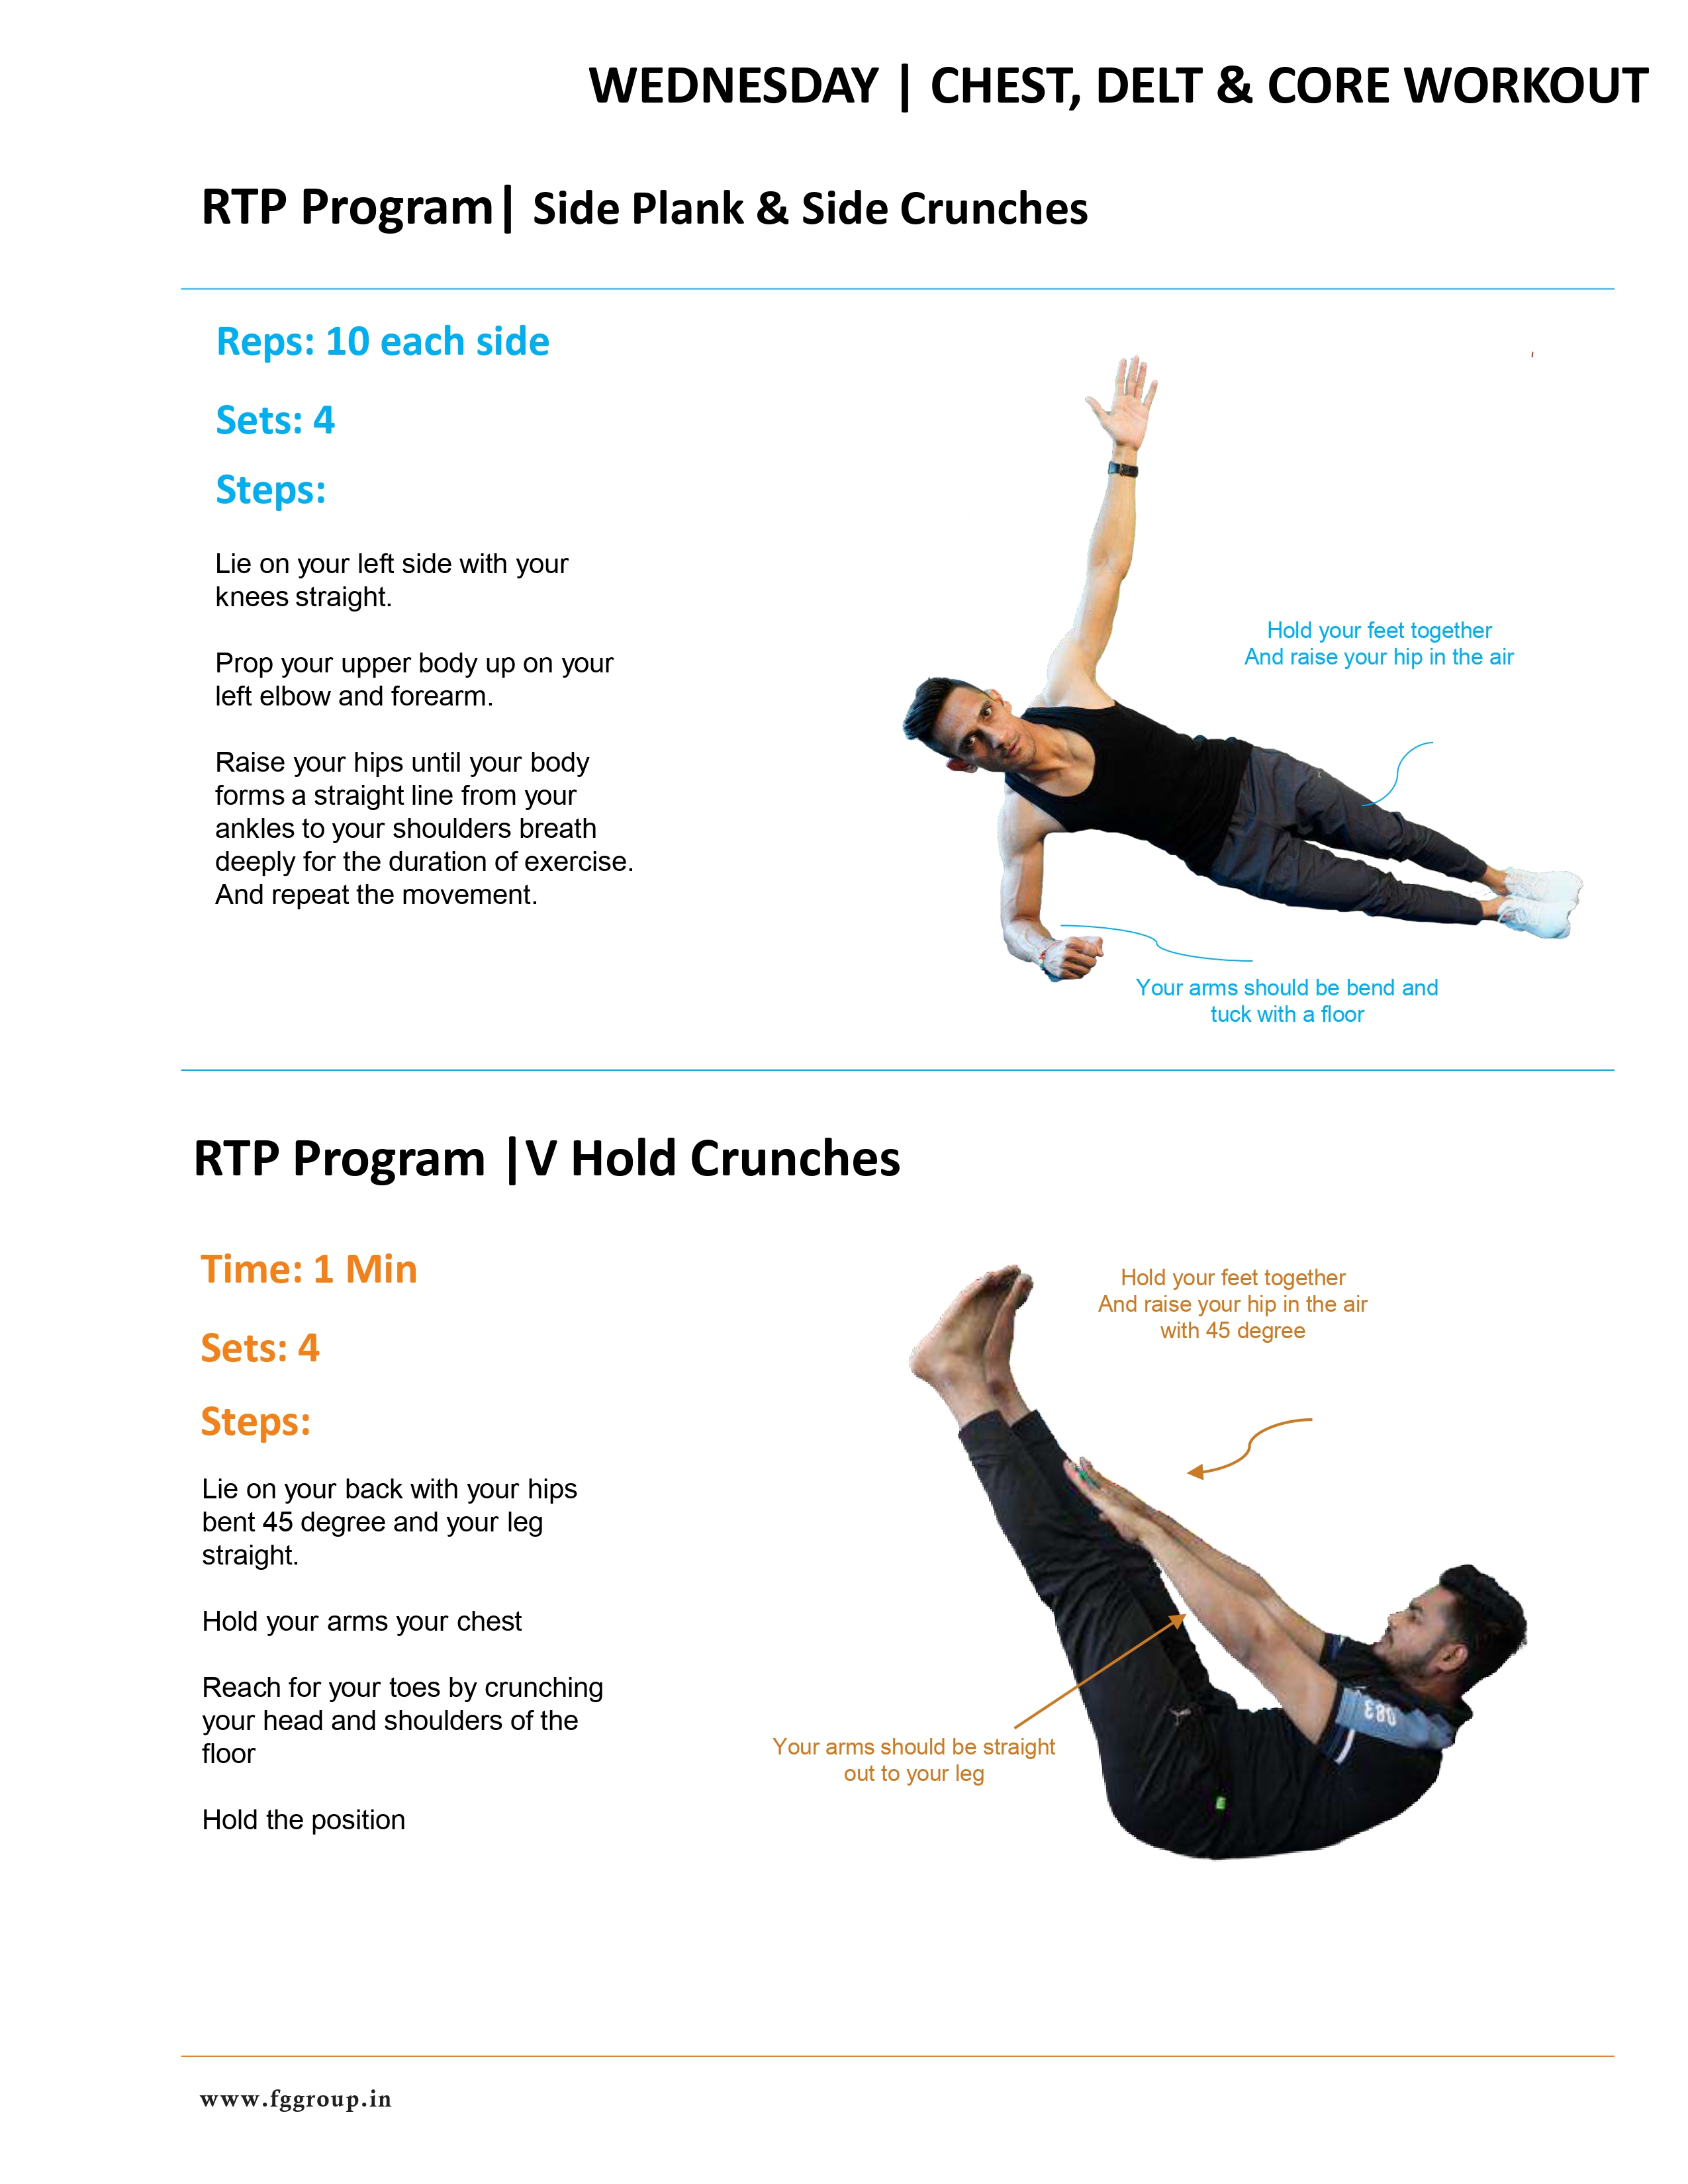 WEDNESDAY | CHEST, DELT & CORE WORKOUT
RTP Program| Side Plank & Side Crunches
Reps: 10 each side
Sets: 4
Steps:
Lie on your left side with your
knees straight.
Prop your upper body up on your
left elbow and forearm.
Raise your hips until your body
forms a straight line from your
ankles to your shoulders breath
deeply for the duration of exercise.
And repeat the movement.
Hold your feet together
And raise your hip in the air
Your arms should be bend and
tuck with a floor
RTP Program |V Hold Crunches
Time: 1 Min
Sets: 4
Steps:
Lie on your back with your hips
bent 45 degree and your leg
straight.
Hold your arms your chest
Reach for your toes by crunching
your head and shoulders of the
floor
Hold the position
Hold your feet together
And raise your hip in the air
with 45 degree
Your arms should be straight
out to your leg
083
www.fggroup.in